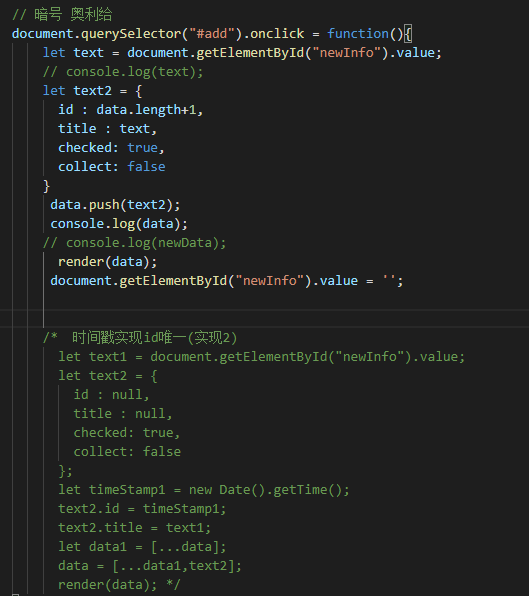 // 暗号 奥利给
document.querySelector("#add").onclick = function(){
let text = document.getElementById("newInfo").value;
// console.log(text);
let text2 = {
id : data.length+1,
title : text,
checked: true,
collect: false
}
data.push(text2);
console.log(data);
// console.log(newData);
render(data);
document.getElementById("newInfo").value = '';
/* 时间戳实现id唯一(实现2)
let text1 = document.getElementById("newInfo").value;
let text2 = {
id : null,
title : null,
checked: true,
collect: false
};
let timeStamp1 = new Date().getTime();
text2.id = timeStamp1;
text2.title = text1;
let data1 = [...data];
data = [...data1,text2];
render(data); */